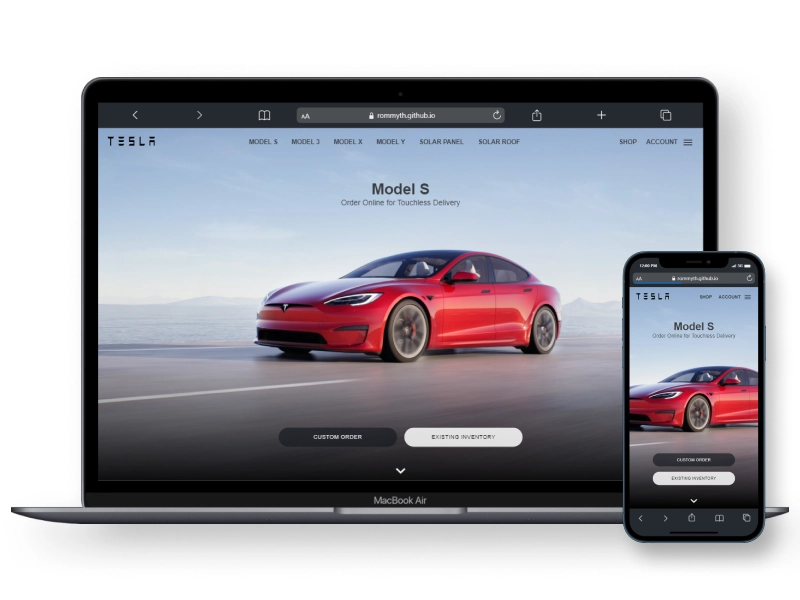 AA rommyth.github.io
TESLA MODEL S MODEL 3 MODEL X MODEL Y SOLAR PANEL SOLAR ROOF SHOP ACCOUNT
Model S
Order Online for Touchless Delivery
CUSTOM ORDER EXISTING INVENTORY
MacBook Air
12:00 PM 5G
AA rommyth.github.io
TESLA SHOP ACCOUNT
Model S
Order Online for Touchless Delivery
CUSTOM ORDER
EXISTING INVENTORY